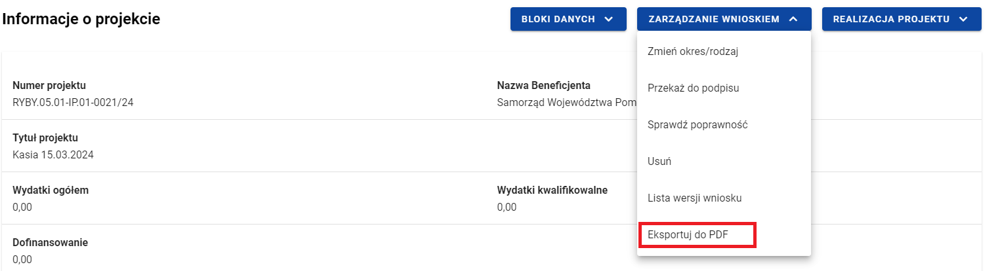 Informacje o projekcie
BLOKI DANYCH
ZARZĄDZANIE WNIOSKIEM
REALIZACJA PROJEKTU
Zmień okres/rodzaj
Przekaż do podpisu
Sprawdź poprawność
Usuń
Lista wersji wniosku
Eksportuj do PDF
Numer projektu
RYBY.05.01-IP.01-0021/24
Nazwa Beneficjenta
Samorząd Województwa Pom
Tytuł projektu
Kasia 15.03.2024
Wydatki ogółem
0,00
Wydatki kwalifikowalne
0,00
Dofinansowanie
0,00